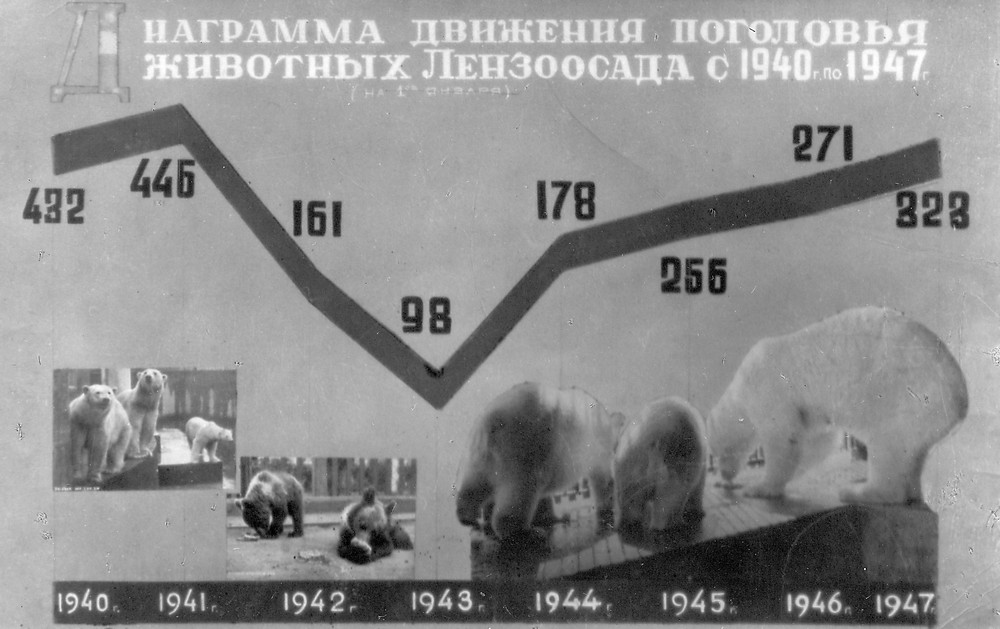 ДИАГРАММА ДВИЖЕНИЯ ПОГОЛОВЬЯ
ЖИВОТНЫХ ЛЕНЗООСАДА С 1940 г. ПО 1947 г.
(НА 1ое ЯНВАРЯ)
432
446
161
98
178
256
271
323
1940 г.
1941 г.
1942 г.
1943 г.
1944 г.
1945 г.
1946 г.
1947 г.